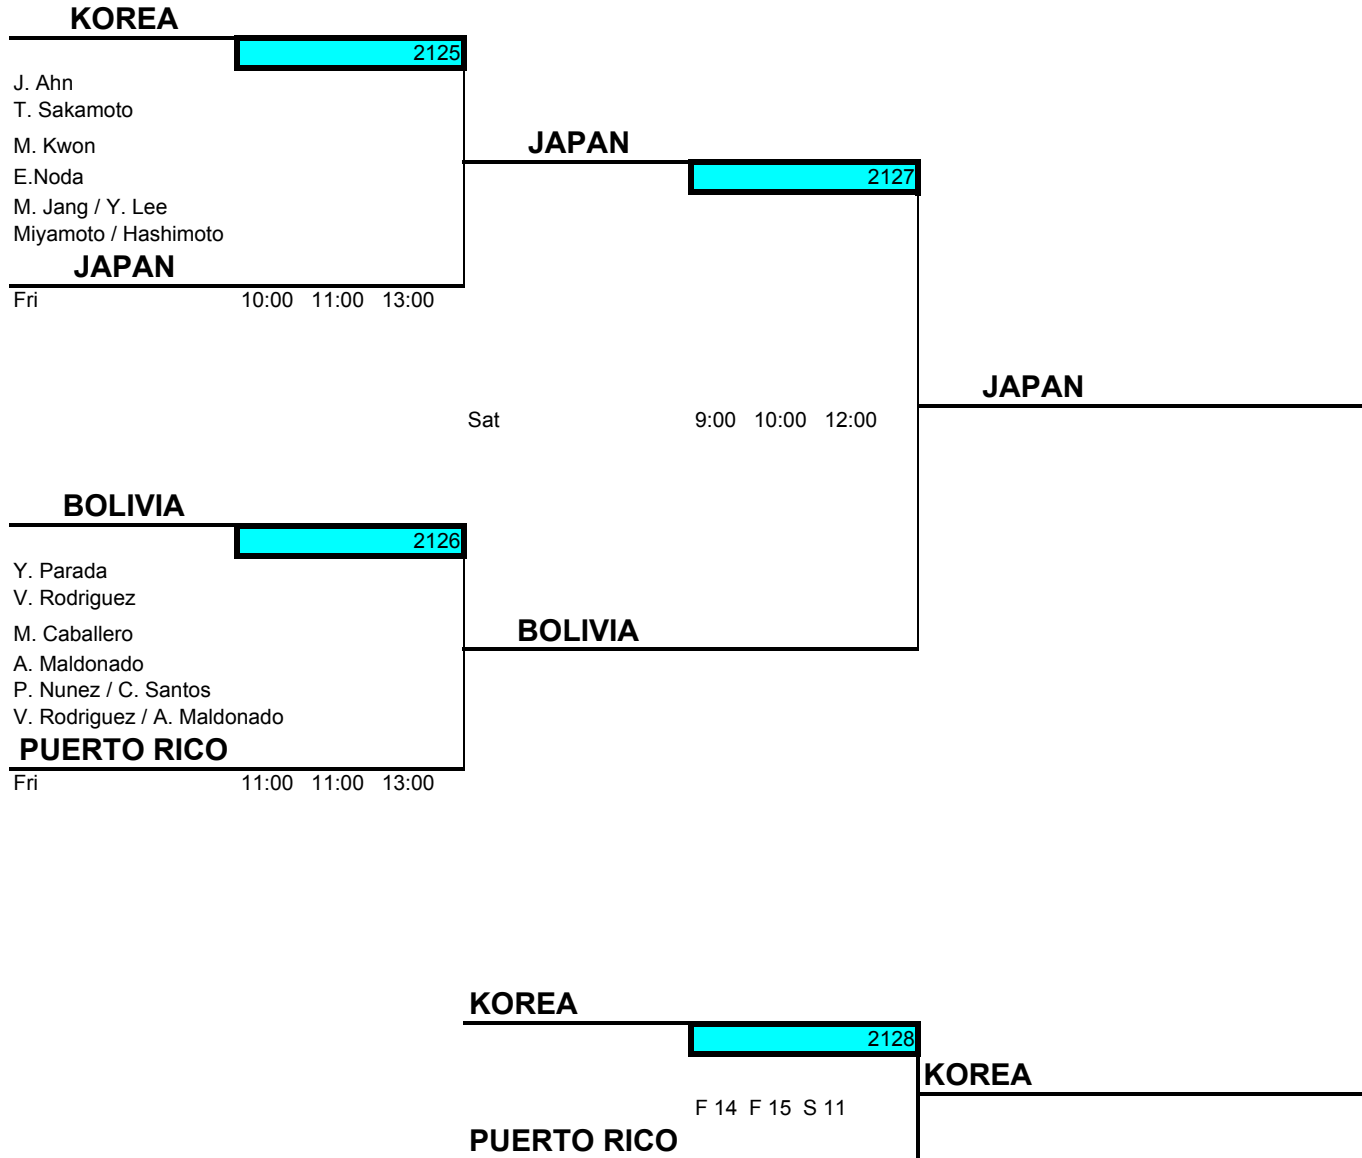 KOREA
2125
J. Ahn
T. Sakamoto
M. Kwon
E.Noda
M. Jang / Y. Lee
Miyamoto / Hashimoto
JAPAN
Fri 10:00 11:00 13:00
JAPAN
2127
Sat 9:00 10:00 12:00
JAPAN
BOLIVIA
2126
Y. Parada
V. Rodriguez
M. Caballero
A. Maldonado
P. Nunez / C. Santos
V. Rodriguez / A. Maldonado
PUERTO RICO
Fri 11:00 11:00 13:00
BOLIVIA
KOREA
2128
KOREA
F 14 F 15 S 11
PUERTO RICO